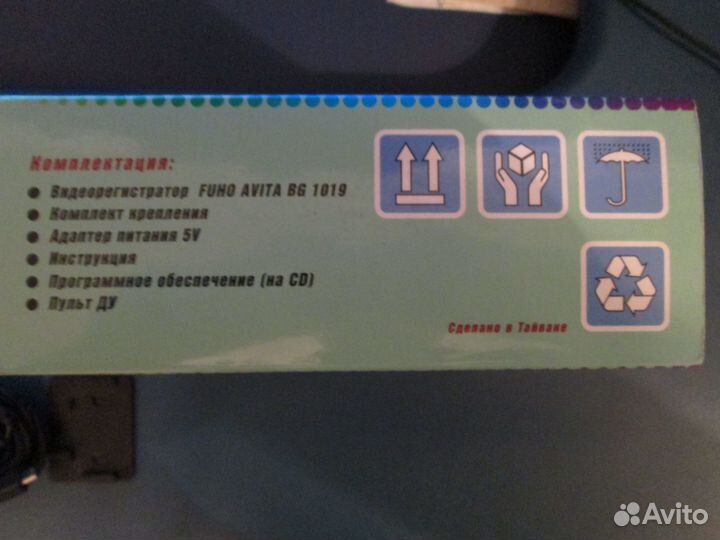 Комплектация:
● Видеорегистратор FUHO AVITA BG 1019
● Комплект крепления
● Адаптер питания 5V
● Инструкция
● Программное обеспечение (на CD)
● Пульт ДУ
Сделано в Тайване
Avito